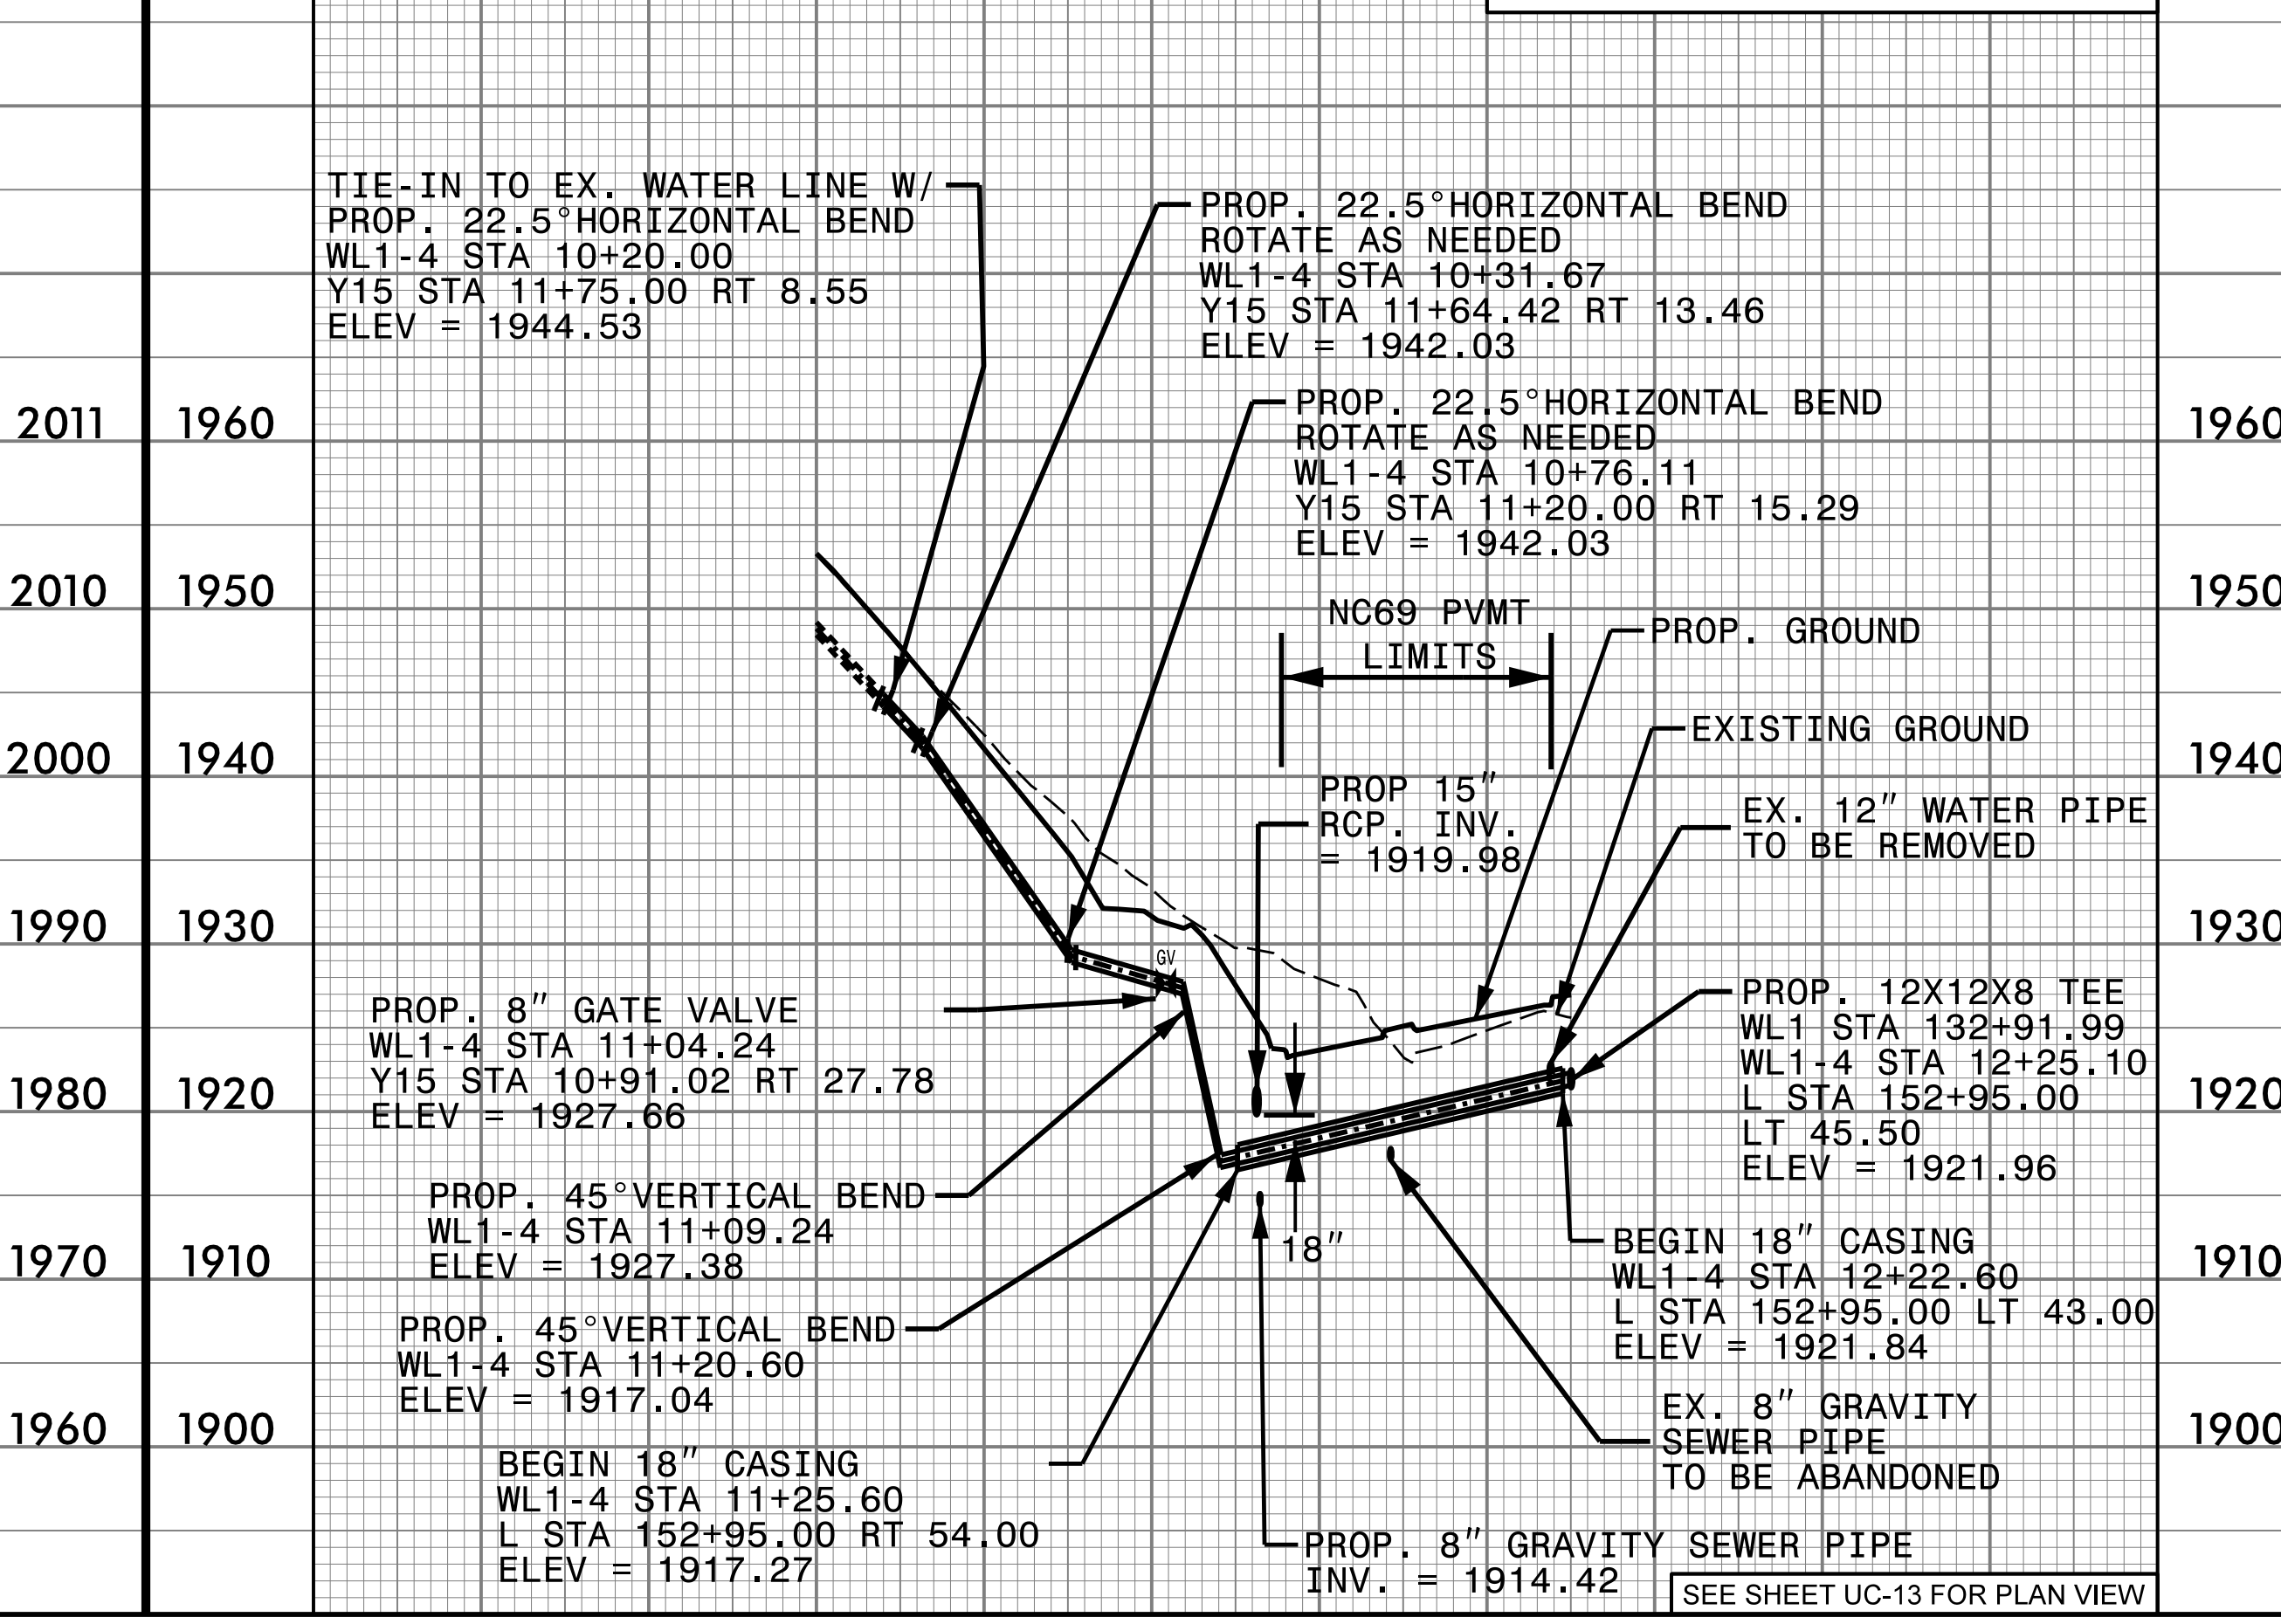 TIE-IN TO EX. WATER LINE W/
PROP. 22.5°HORIZONTAL BEND
WL1-4 STA 10+20.00
Y15 STA 11+75.00 RT 8.55
ELEV = 1944.53
PROP. 22.5°HORIZONTAL BEND
ROTATE AS NEEDED
WL1-4 STA 10+31.67
Y15 STA 11+64.42 RT 13.46
ELEV = 1942.03
PROP. 22.5°HORIZONTAL BEND
ROTATE AS NEEDED
WL1-4 STA 10+76.11
Y15 STA 11+20.00 RT 15.29
ELEV = 1942.03
2011 1960 1960
2010 1950 1950
NC69 PVMT
LIMITS
PROP. GROUND
EXISTING GROUND
2000 1940 1940
PROP 15"
RCP. INV.
= 1919.98
EX. 12" WATER PIPE
TO BE REMOVED
1990 1930 1930
GV
PROP. 8" GATE VALVE
WL1-4 STA 11+04.24
Y15 STA 10+91.02 RT 27.78
ELEV = 1927.66
PROP. 12X12X8 TEE
WL1 STA 132+91.99
WL1-4 STA 12+25.10
L STA 152+95.00
LT 45.50
ELEV = 1921.96
1980 1920 1920
PROP. 45°VERTICAL BEND
WL1-4 STA 11+09.24
ELEV = 1927.38
18"
BEGIN 18" CASING
WL1-4 STA 12+22.60
L STA 152+95.00 LT 43.00
ELEV = 1921.84
1970 1910 1910
PROP. 45°VERTICAL BEND
WL1-4 STA 11+20.60
ELEV = 1917.04
EX. 8" GRAVITY
SEWER PIPE
TO BE ABANDONED
1960 1900 1900
BEGIN 18" CASING
WL1-4 STA 11+25.60
L STA 152+95.00 RT 54.00
ELEV = 1917.27
PROP. 8" GRAVITY SEWER PIPE
INV. = 1914.42
SEE SHEET UC-13 FOR PLAN VIEW